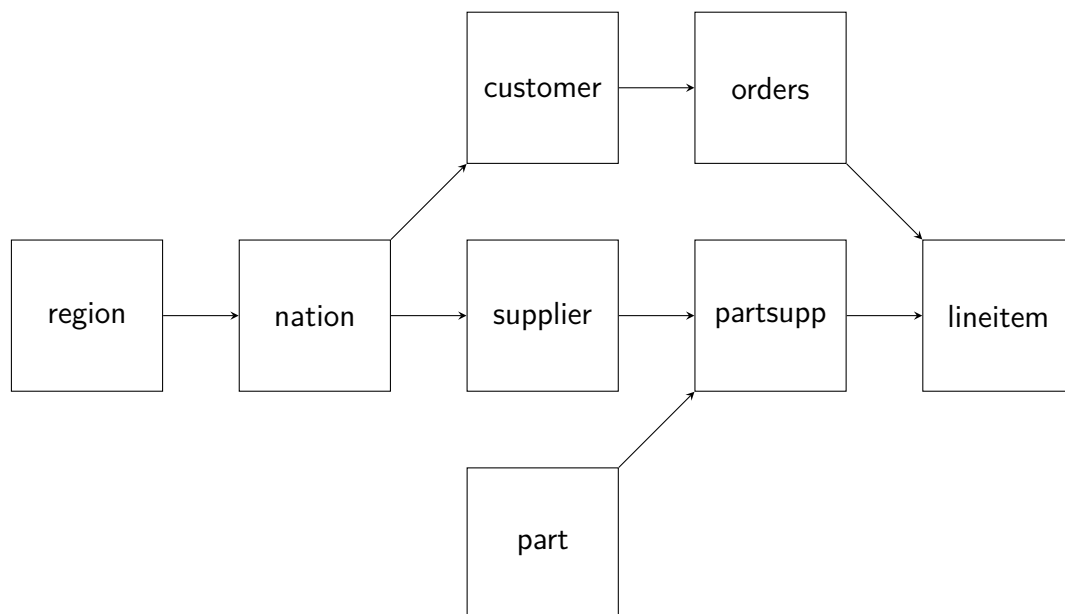 customer
orders
region
nation
supplier
partsupp
lineitem
part